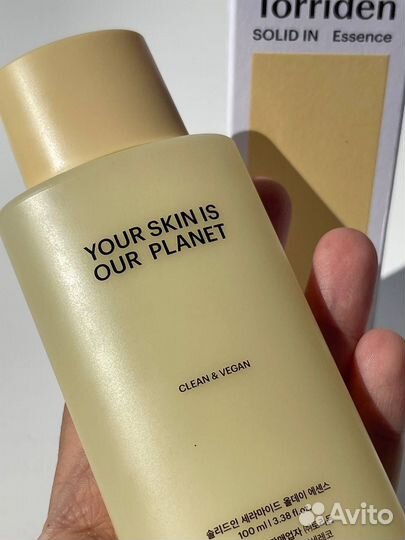 Torriden
SOLID IN Essence
YOUR SKIN IS
OUR PLANET
CLEAN & VEGAN
솔리드인 세라마이드 올데이 에센스
100 ml | 3.38 fl.oz
Avito